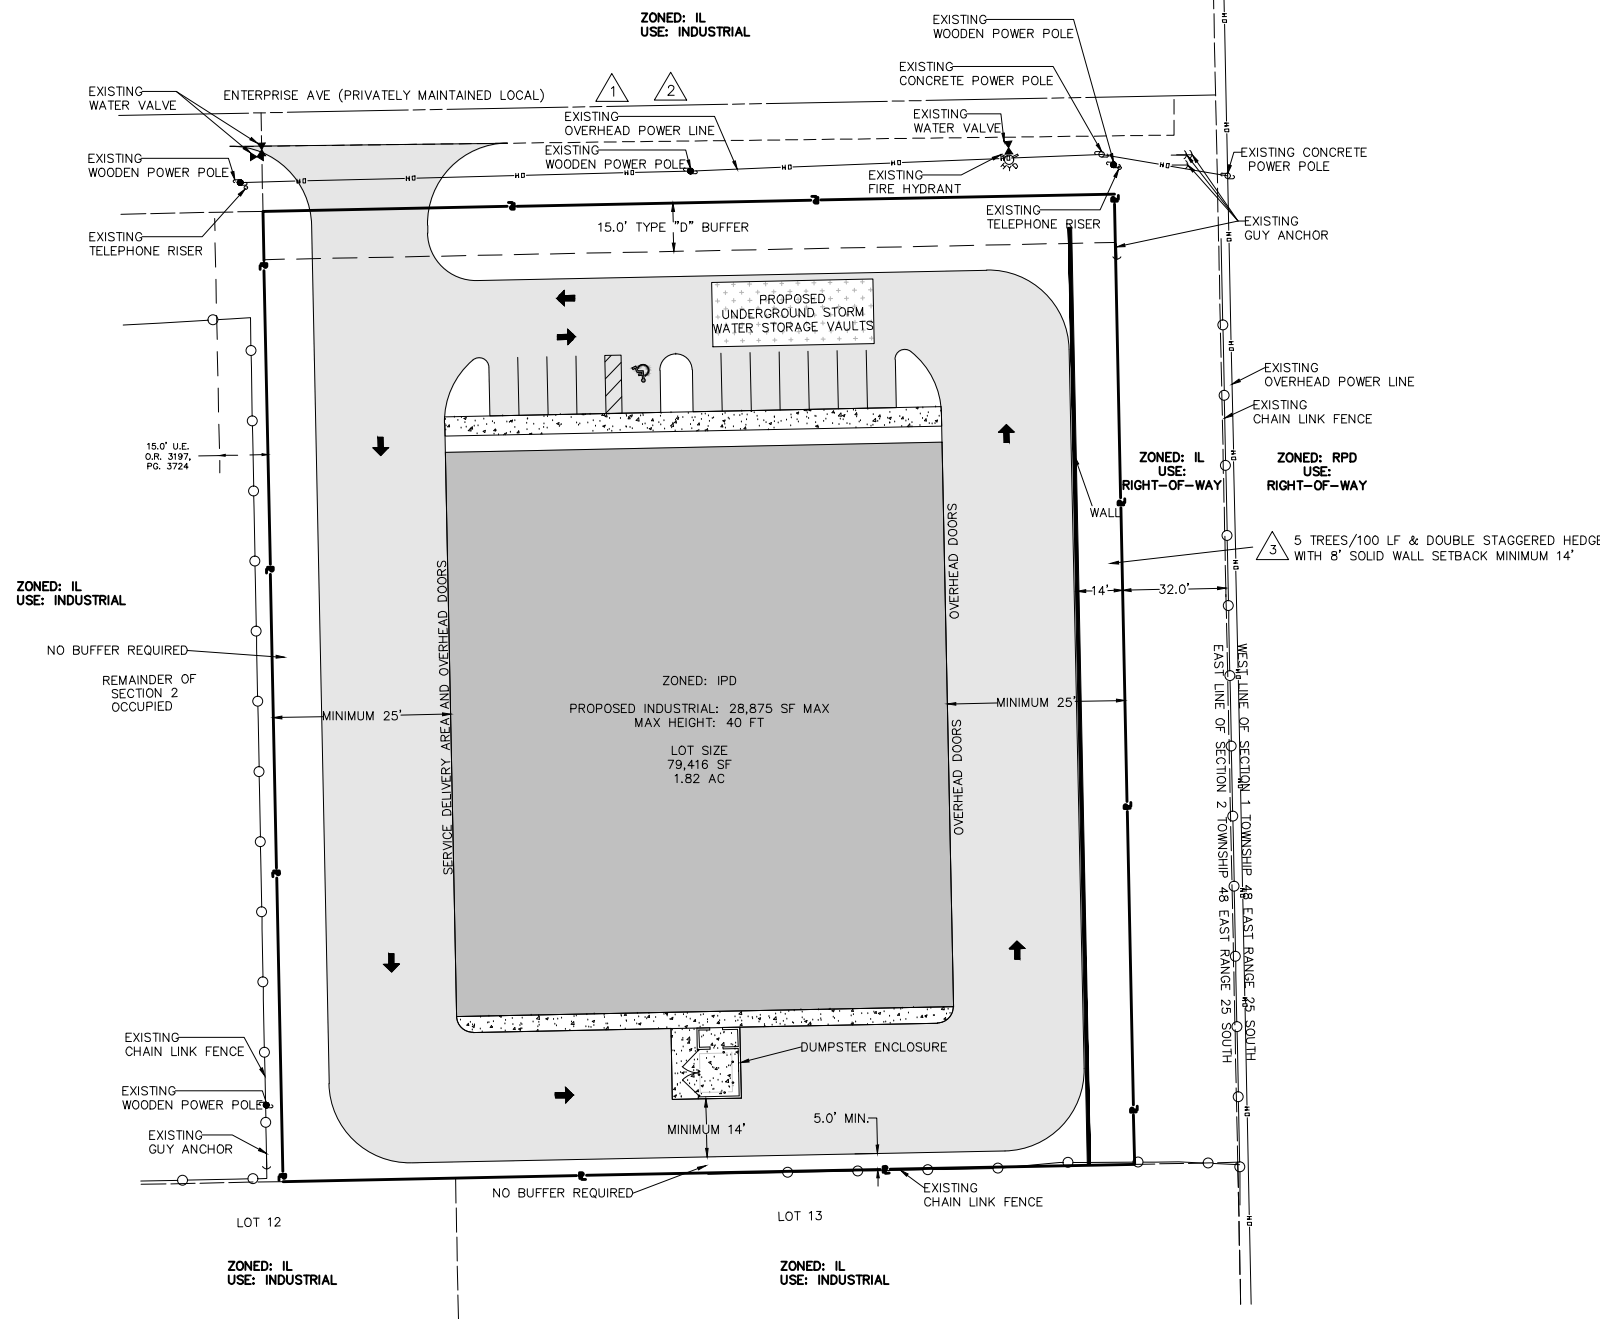 ZONED: IL
USE: INDUSTRIAL
EXISTING
WOODEN POWER POLE
EXISTING
CONCRETE POWER POLE
EXISTING
WATER VALVE
ENTERPRISE AVE (PRIVATELY MAINTAINED LOCAL)
1
2
EXISTING
OVERHEAD POWER LINE
EXISTING
WATER VALVE
EXISTING
WOODEN POWER POLE
EXISTING
WOODEN POWER POLE
EXISTING CONCRETE
POWER POLE
EXISTING
FIRE HYDRANT
HYD
EXISTING
TELEPHONE RISER
EXISTING
TELEPHONE RISER
EXISTING
GUY ANCHOR
15.0' TYPE "D" BUFFER
PROPOSED
UNDERGROUND STORM
WATER STORAGE VAULTS
EXISTING
OVERHEAD POWER LINE
EXISTING
CHAIN LINK FENCE
15.0' U.E.
O.R. 3197,
PG. 3724
ZONED: IL
USE:
RIGHT-OF-WAY
ZONED: RPD
USE:
RIGHT-OF-WAY
WALL
3
5 TREES/100 LF & DOUBLE STAGGERED HEDGE
WITH 8' SOLID WALL SETBACK MINIMUM 14'
OVERHEAD DOORS
SERVICE DELIVERY AREA AND OVERHEAD DOORS
ZONED: IL
USE: INDUSTRIAL
14'
32.0'
NO BUFFER REQUIRED
REMAINDER OF
SECTION 2
OCCUPIED
ZONED: IPD
PROPOSED INDUSTRIAL: 28,875 SF MAX
MAX HEIGHT: 40 FT
LOT SIZE
79,416 SF
1.82 AC
MINIMUM 25'
MINIMUM 25'
OVERHEAD DOORS
WEST LINE OF SECTION 1 TOWNSHIP 48 EAST RANGE 25 SOUTH
EAST LINE OF SECTION 2 TOWNSHIP 48 EAST RANGE 25 SOUTH
EXISTING
CHAIN LINK FENCE
DUMPSTER ENCLOSURE
EXISTING
WOODEN POWER POLE
EXISTING
GUY ANCHOR
MINIMUM 14'
5.0' MIN.
NO BUFFER REQUIRED
EXISTING
CHAIN LINK FENCE
LOT 12
LOT 13
ZONED: IL
USE: INDUSTRIAL
ZONED: IL
USE: INDUSTRIAL